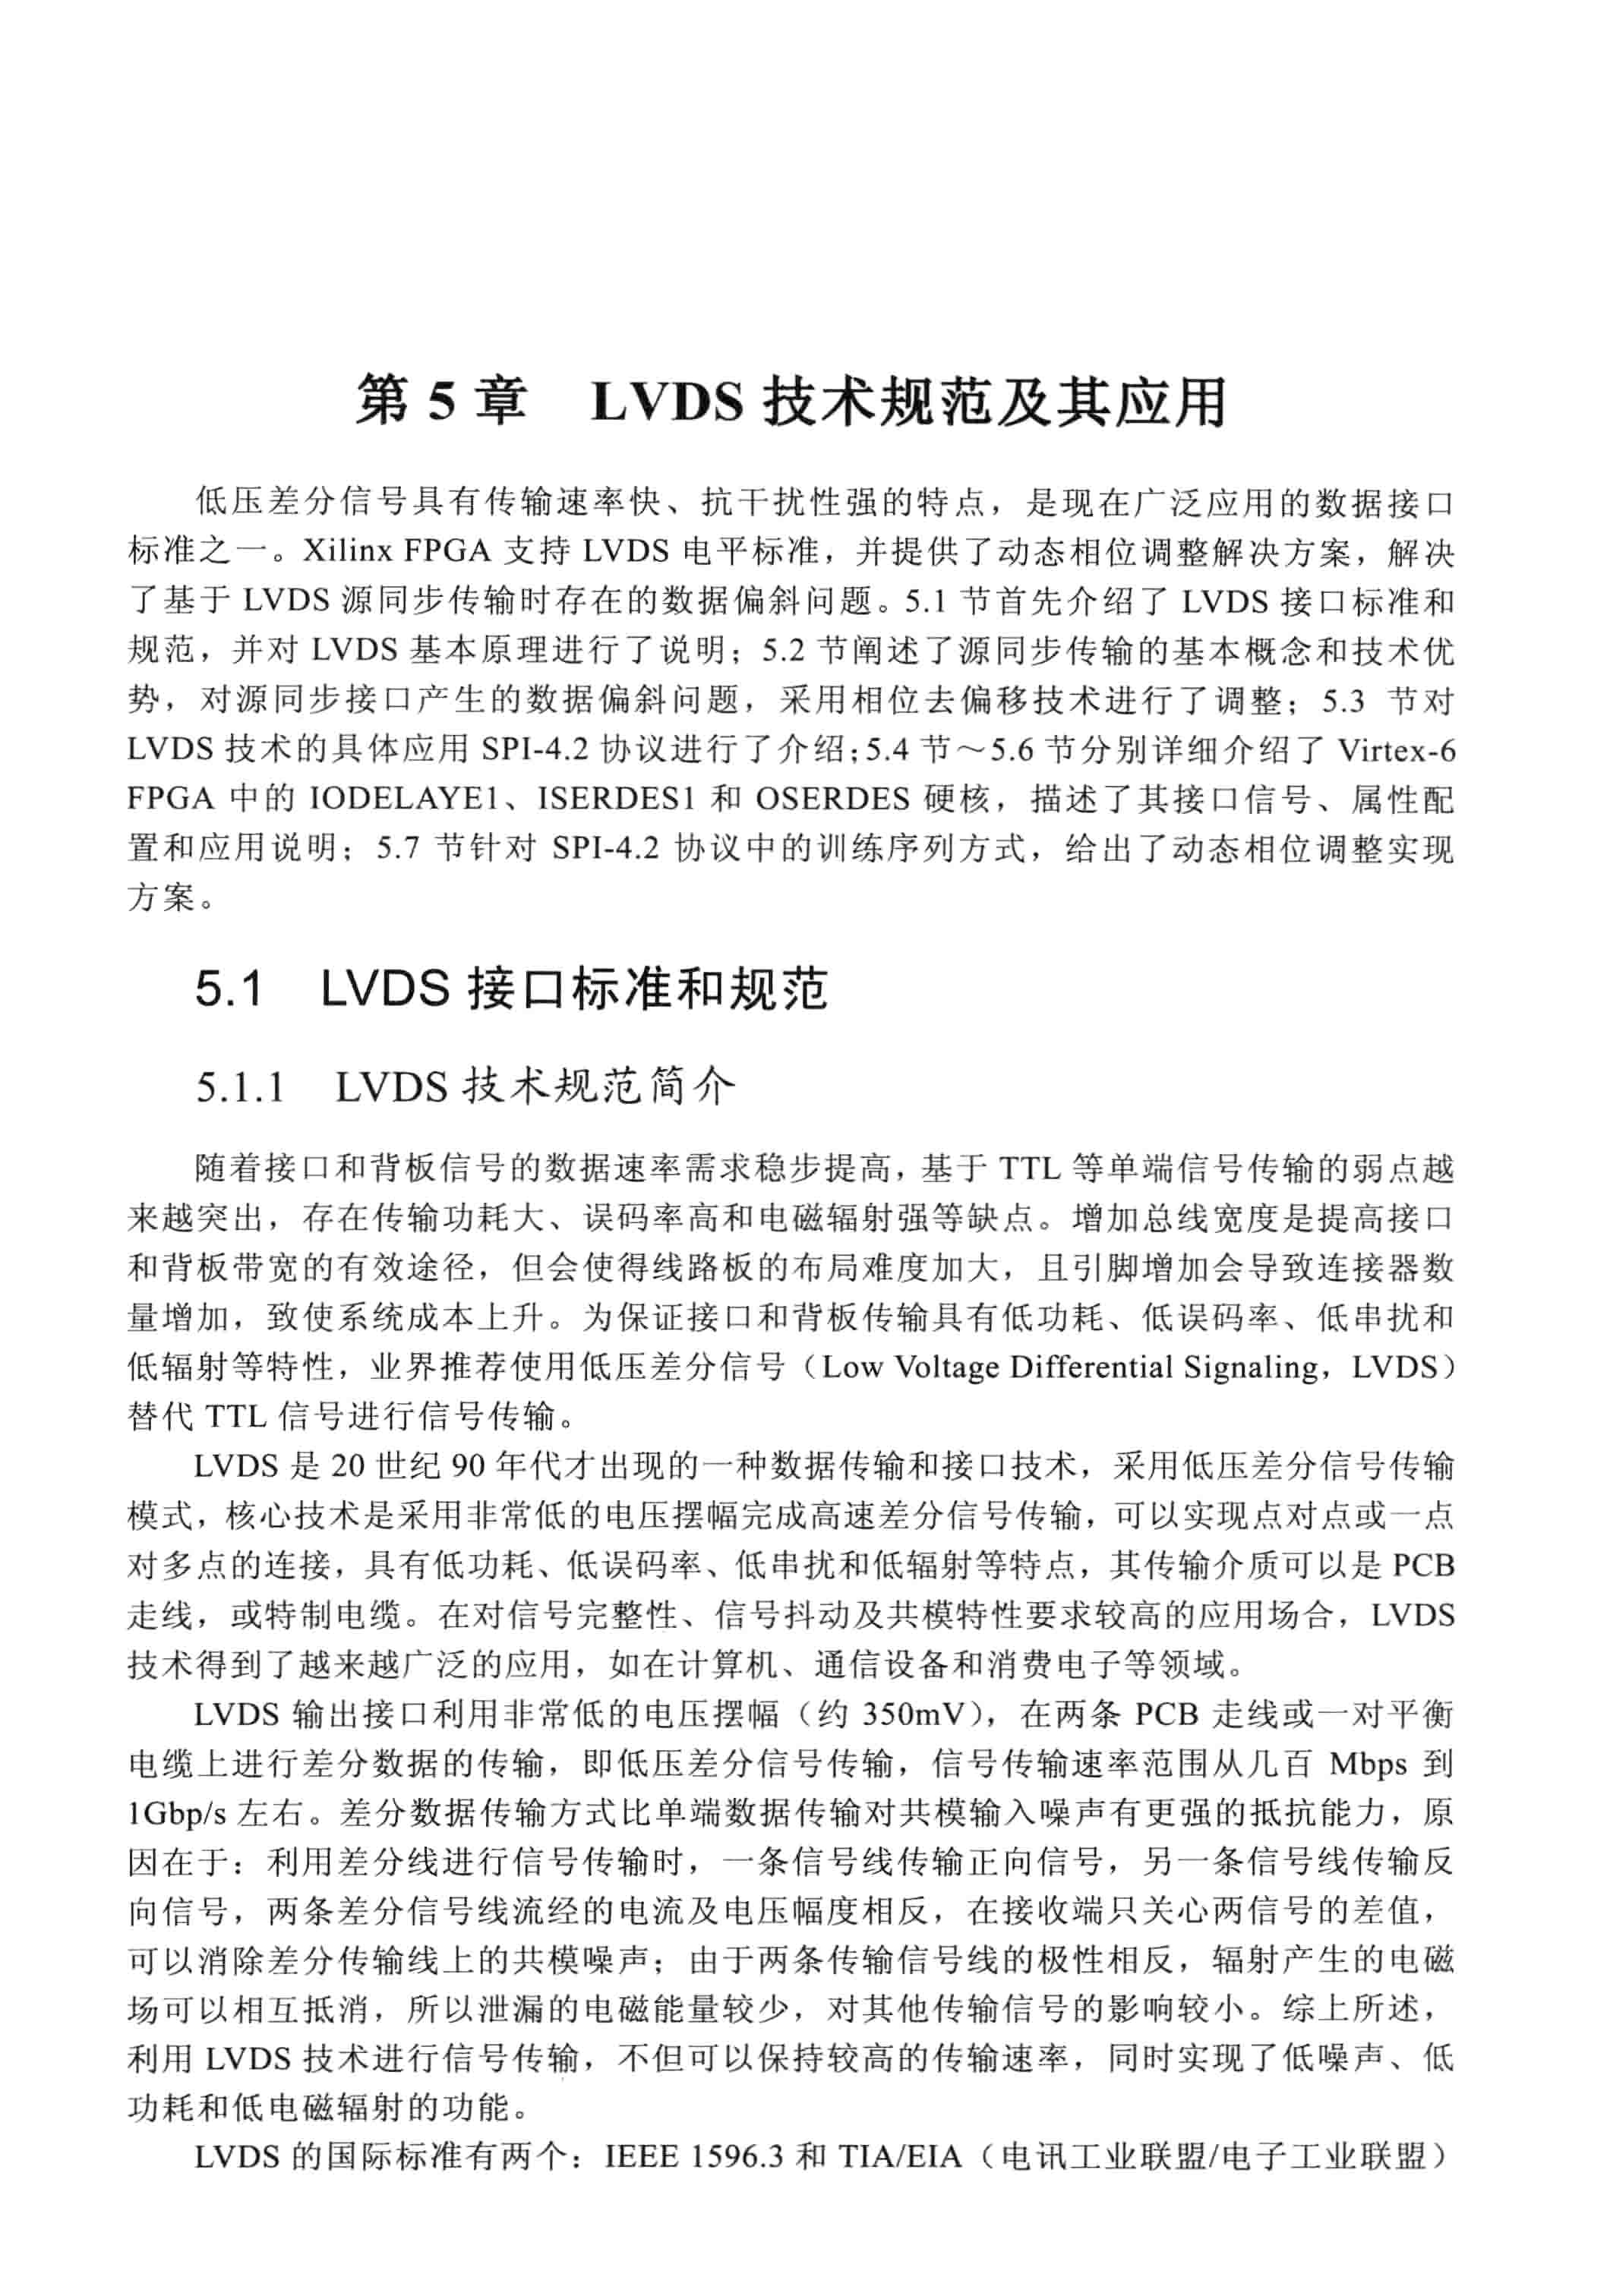 第 5 章 LVDS 技术规范及其应用
低压差分信号具有传输速率快、抗干扰性强的特点，是现在广泛应用的数据接口
标准之一。Xilinx FPGA 支持 LVDS 电平标准，并提供了动态相位调整解决方案，解决
了基于 LVDS 源同步传输时存在的数据偏斜问题。5.1 节首先介绍了 LVDS 接口标准和
规范，并对 LVDS 基本原理进行了说明；5.2 节阐述了源同步传输的基本概念和技术优
势，对源同步接口产生的数据偏斜问题，采用相位去偏移技术进行了调整；5.3 节对
LVDS 技术的具体应用 SPI-4.2 协议进行了介绍；5.4 节～5.6 节分别详细介绍了 Virtex-6
FPGA 中的 IODELAYE1、ISERDES1 和 OSERDES 硬核，描述了其接口信号、属性配
置和应用说明；5.7 节针对 SPI-4.2 协议中的训练序列方式，给出了动态相位调整实现
方案。
5.1 LVDS 接口标准和规范
5.1.1 LVDS 技术规范简介
随着接口和背板信号的数据速率需求稳步提高，基于 TTL 等单端信号传输的弱点越
来越突出，存在传输功耗大、误码率高和电磁辐射强等缺点。增加总线宽度是提高接口
和背板带宽的有效途径，但会使得线路板的布局难度加大，且引脚增加会导致连接器数
量增加，致使系统成本上升。为保证接口和背板传输具有低功耗、低误码率、低串扰和
低辐射等特性，业界推荐使用低压差分信号（Low Voltage Differential Signaling，LVDS）
替代 TTL 信号进行信号传输。
LVDS 是 20 世纪 90 年代才出现的一种数据传输和接口技术，采用低压差分信号传输
模式，核心技术是采用非常低的电压摆幅完成高速差分信号传输，可以实现点对点或一点
对多点的连接，具有低功耗、低误码率、低串扰和低辐射等特点，其传输介质可以是 PCB
走线，或特制电缆。在对信号完整性、信号抖动及共模特性要求较高的应用场合，LVDS
技术得到了越来越广泛的应用，如在计算机、通信设备和消费电子等领域。
LVDS 输出接口利用非常低的电压摆幅（约 350mV），在两条 PCB 走线或一对平衡
电缆上进行差分数据的传输，即低压差分信号传输，信号传输速率范围从几百 Mbps 到
1Gbp/s 左右。差分数据传输方式比单端数据传输对共模输入噪声有更强的抵抗能力，原
因在于：利用差分线进行信号传输时，一条信号线传输正向信号，另一条信号线传输反
向信号，两条差分信号线流经的电流及电压幅度相反，在接收端只关心两信号的差值，
可以消除差分传输线上的共模噪声；由于两条传输信号线的极性相反，辐射产生的电磁
场可以相互抵消，所以泄漏的电磁能量较少，对其他传输信号的影响较小。综上所述，
利用 LVDS 技术进行信号传输，不但可以保持较高的传输速率，同时实现了低噪声、低
功耗和低电磁辐射的功能。
LVDS 的国际标准有两个：IEEE 1596.3 和 TIA/EIA（电讯工业联盟/电子工业联盟）